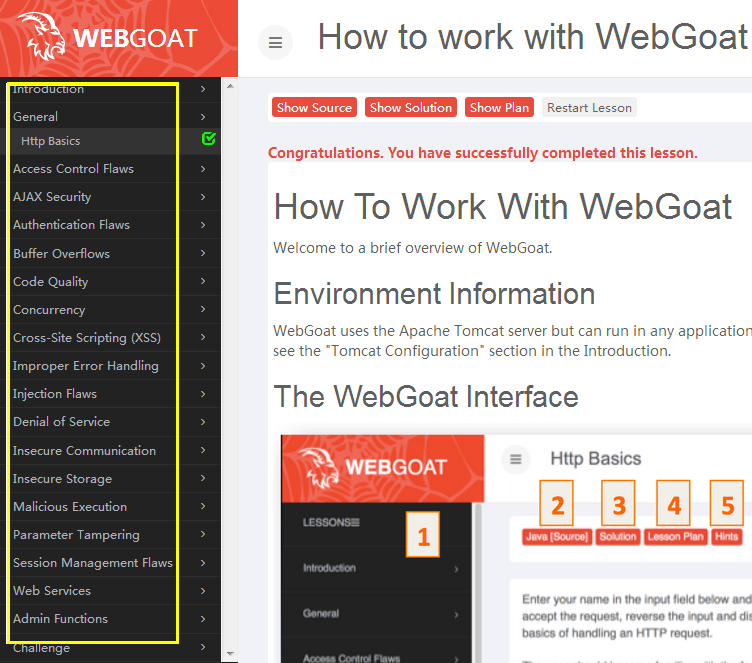 WEBGOAT
Introduction
General
Http Basics
Access Control Flaws
AJAX Security
Authentication Flaws
Buffer Overflows
Code Quality
Concurrency
Cross-Site Scripting (XSS)
Improper Error Handling
Injection Flaws
Denial of Service
Insecure Communication
Insecure Storage
Malicious Execution
Parameter Tampering
Session Management Flaws
Web Services
Admin Functions
Challenge
How to work with WebGoat
Show Source Show Solution Show Plan Restart Lesson
Congratulations. You have successfully completed this lesson.
How To Work With WebGoat
Welcome to a brief overview of WebGoat.
Environment Information
WebGoat uses the Apache Tomcat server but can run in any application
see the "Tomcat Configuration" section in the Introduction.
The WebGoat Interface
WEBGOAT
Http Basics
LESSONS
1
Introduction
General
Access Control Flaws
2 3 4 5
Java [Source] Solution Lesson Plan Hints
Enter your name in the input field below and
accept the request, reverse the input and dis
basics of handling an HTTP request.